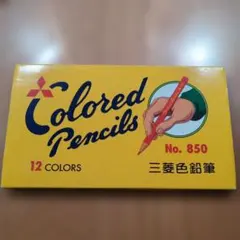 Colored
Pencils
No. 850
12 COLORS
三菱色鉛筆